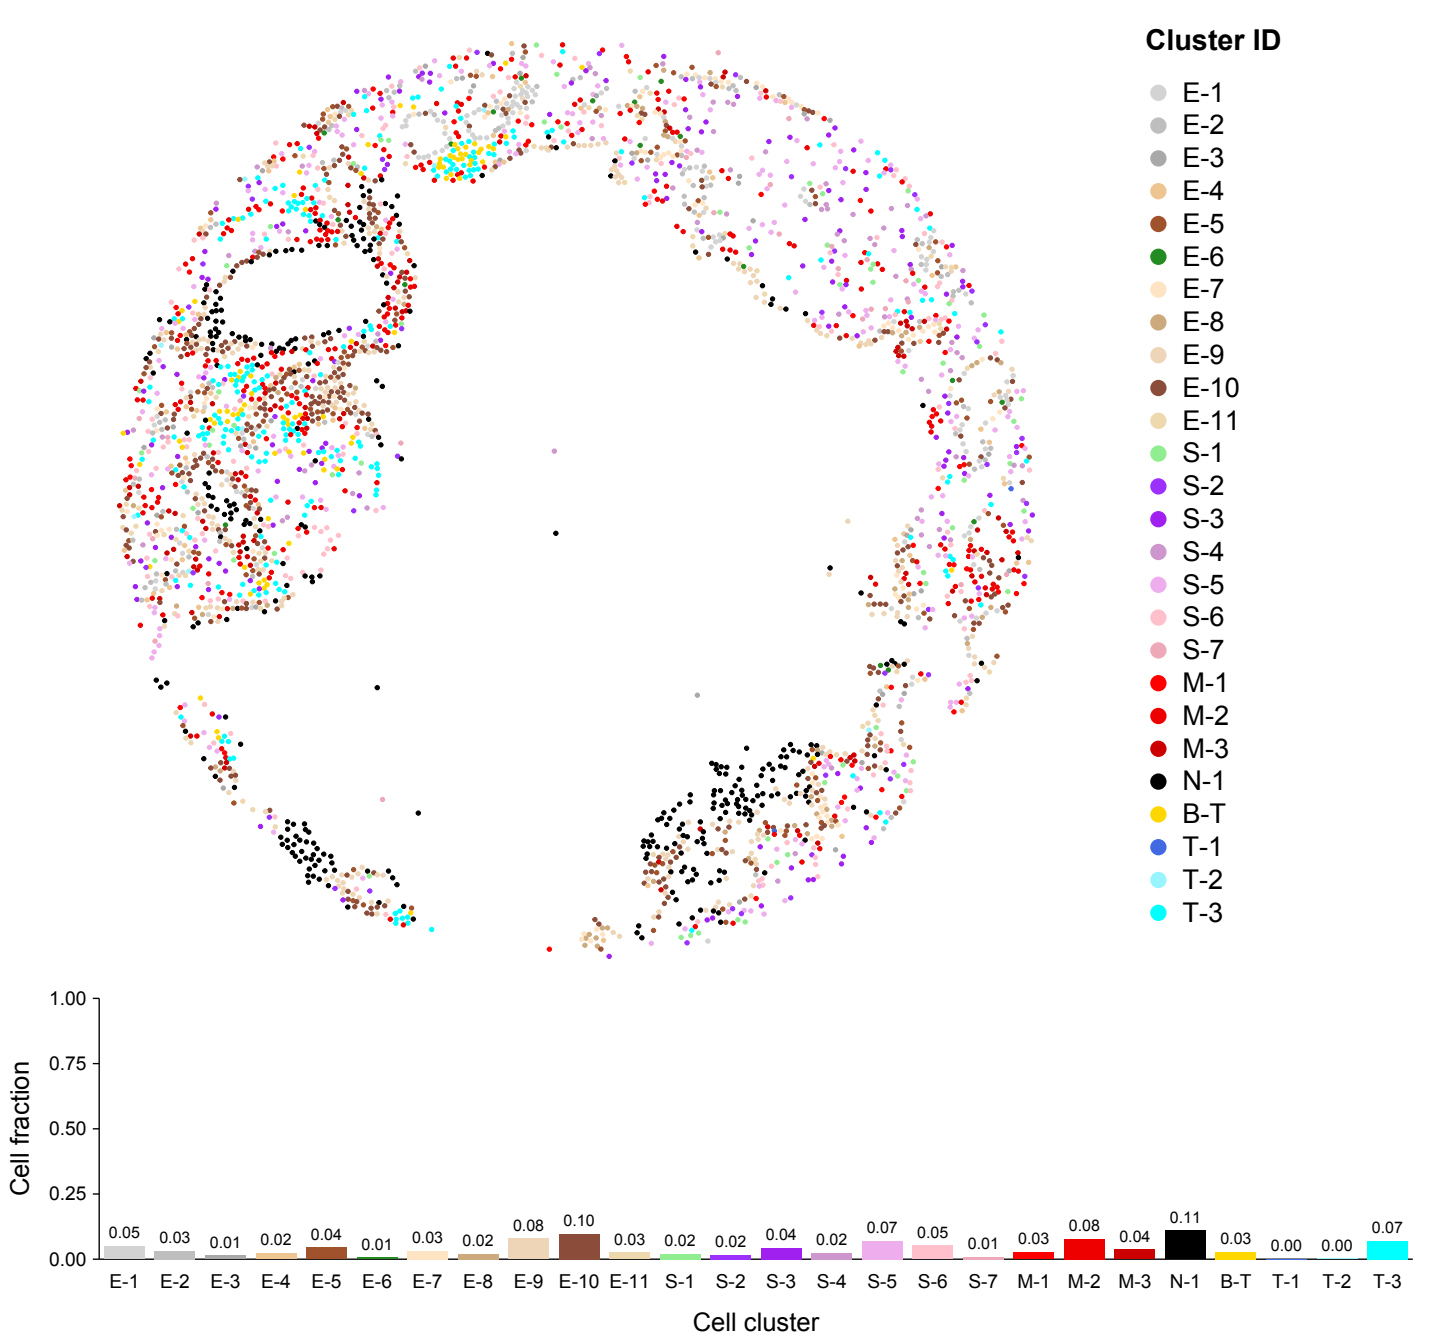 Cluster ID
E-1
E-2
E-3
E-4
E-5
E-6
E-7
E-8
E-9
E-10
E-11
S-1
S-2
S-3
S-4
S-5
S-6
S-7
M-1
M-2
M-3
N-1
B-T
T-1
T-2
T-3
1.00
0.75
0.50
0.25
0.00
Cell fraction
0.05 0.03 0.01 0.02 0.04 0.01 0.03 0.02 0.08 0.10 0.03 0.02 0.02 0.04 0.02 0.07 0.05 0.01 0.03 0.08 0.04 0.11 0.03 0.00 0.00 0.07
E-1 E-2 E-3 E-4 E-5 E-6 E-7 E-8 E-9 E-10 E-11 S-1 S-2 S-3 S-4 S-5 S-6 S-7 M-1 M-2 M-3 N-1 B-T T-1 T-2 T-3
Cell cluster